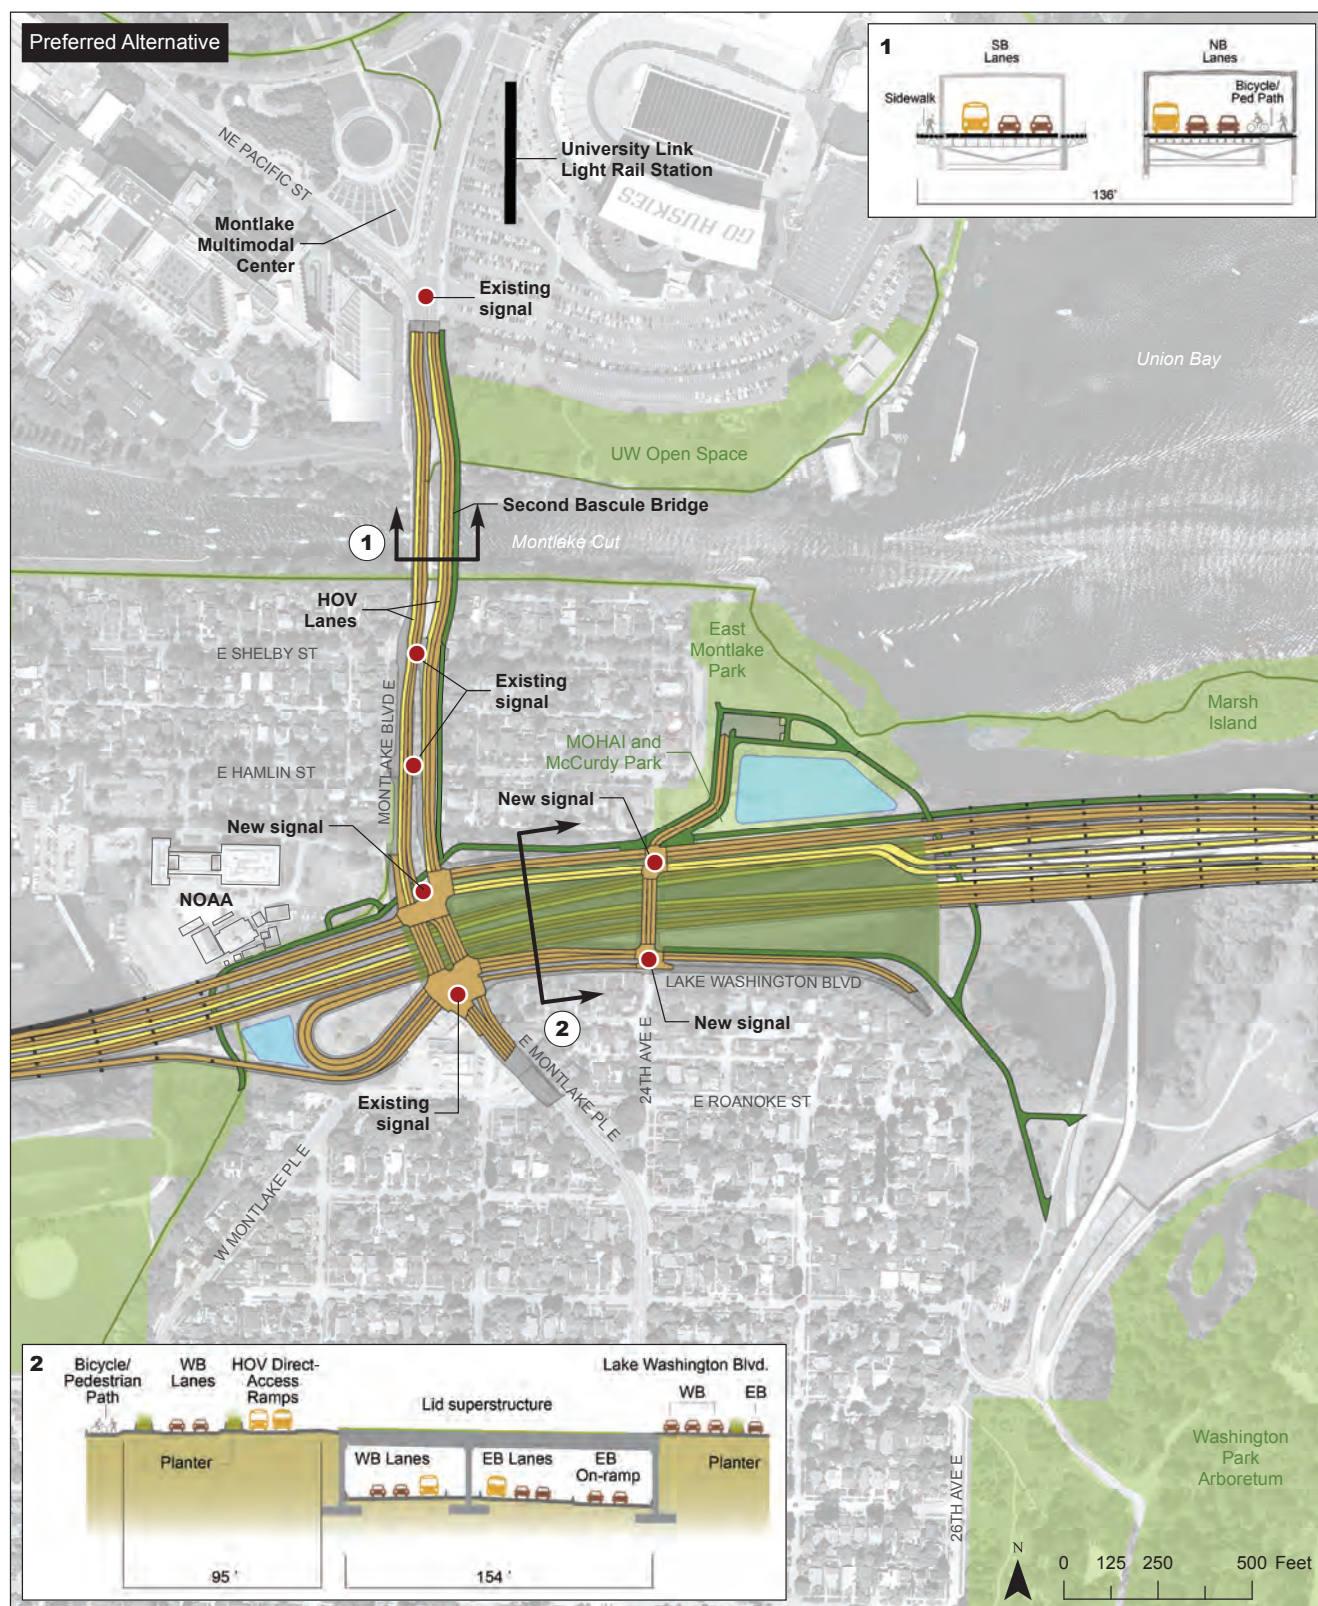 Preferred Alternative
1
SB
Lanes
NB
Lanes
Sidewalk
Bicycle/
Ped Path
136'
NE PACIFIC ST
University Link
Light Rail Station
GO HUSKIES
Montlake
Multimodal
Center
Existing
signal
Union Bay
UW Open Space
Second Bascule Bridge
1
Montlake Cut
HOV
Lanes
E SHELBY ST
East
Montlake
Park
Existing
signal
MONTLAKE BLVD E
Marsh
Island
MOHAI and
McCurdy Park
E HAMLIN ST
New signal
New signal
NOAA
LAKE WASHINGTON BLVD
2
New signal
24TH AVE E
E MONTLAKE PL E
E ROANOKE ST
Existing
signal
W MONTLAKE PL E
2
Bicycle/
Pedestrian
Path
WB
Lanes
HOV Direct-
Access
Ramps
Lid superstructure
Lake Washington Blvd.
WB
EB
Planter
WB Lanes
EB Lanes
EB
On-ramp
Planter
95 '
154 '
26TH AVE E
Washington
Park
Arboretum
N
0 125 250 500 Feet